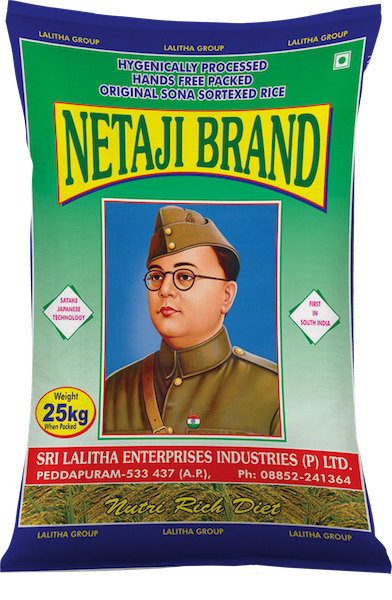 LALITHA GROUP LALITHA GROUP LALITHA GROUP
HYGENICALLY PROCESSED
HANDS FREE PACKED
ORIGINAL SONA SORTEXED RICE
NETAJI BRAND
SATAKE
JAPANESE
TECHNOLOGY
FIRST
IN
SOUTH INDIA
Weight
25kg
When Packed
SRI LALITHA ENTERPRISES INDUSTRIES (P) LTD.
PEDDAPURAM-533 437 (A.P.), Ph: 08852-241364
Nutri Rich Diet
LALITHA GROUP LALITHA GROUP LALITHA GROUP